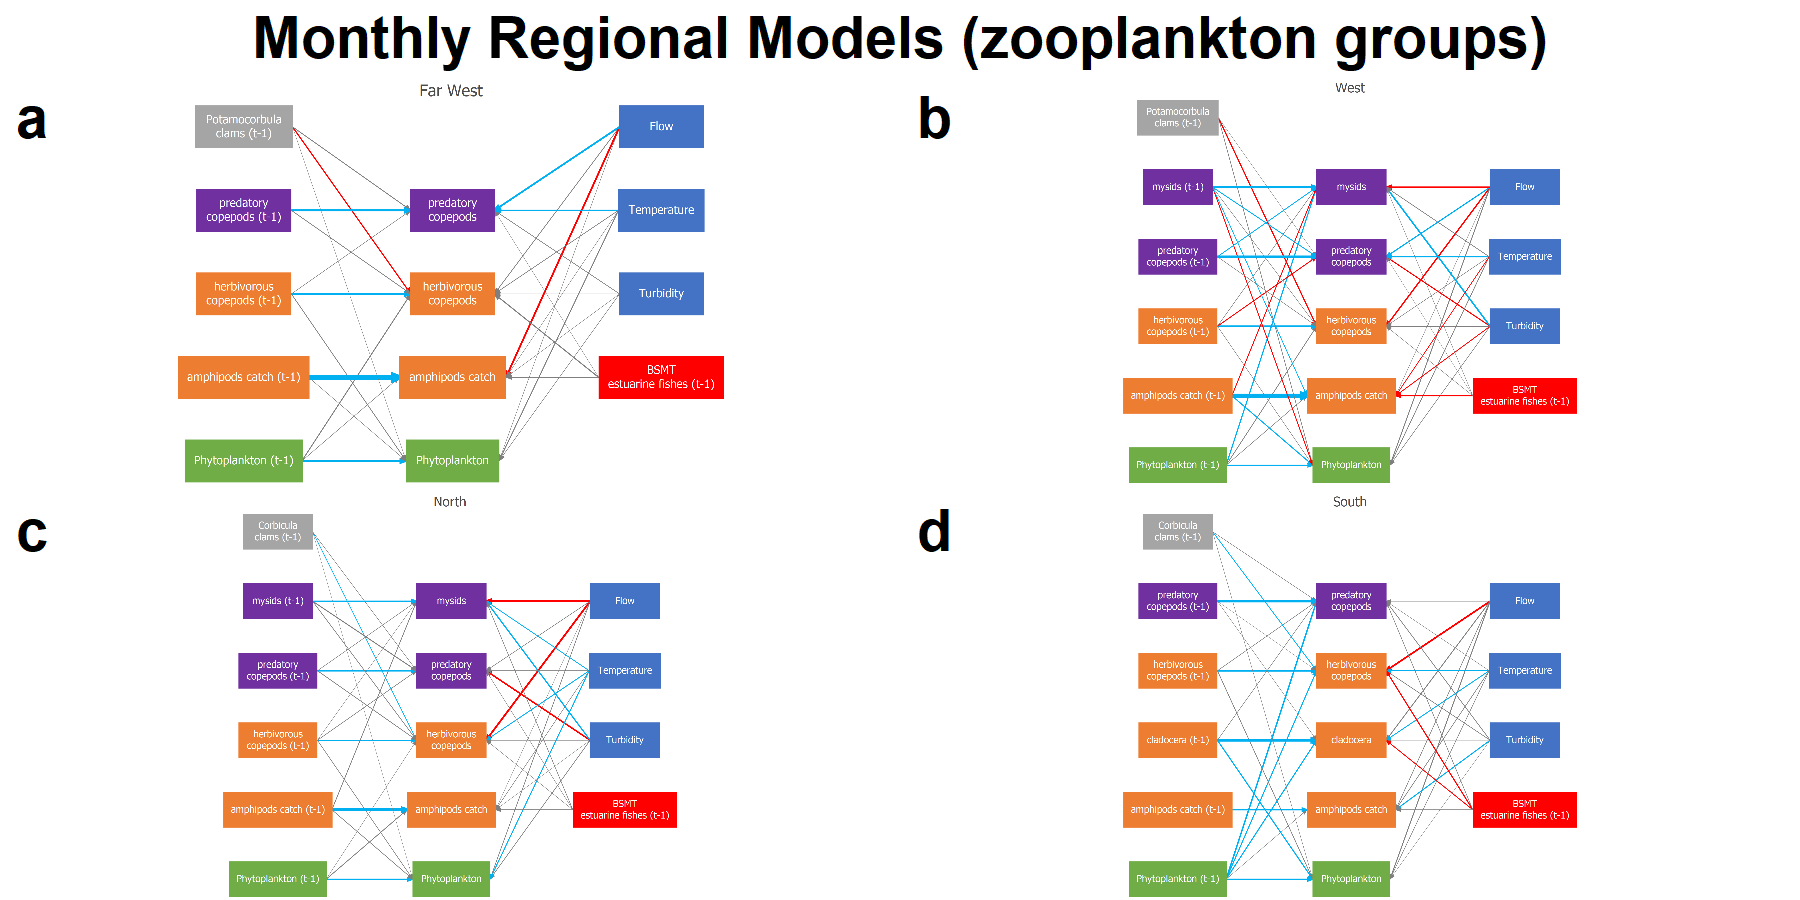 Monthly Regional Models (zooplankton groups)
a
Far West
Potamocorbula
clams (t-1)
Flow
predatory
copepods (t-1)
predatory
copepods
Temperature
herbivorous
copepods (t-1)
herbivorous
copepods
Turbidity
amphipods catch (t-1)
amphipods catch
BSMT
estuarine fishes (t-1)
Phytoplankton (t-1)
Phytoplankton
b
West
Potamocorbula
clams (t-1)
mysids (t-1)
mysids
Flow
predatory
copepods (t-1)
predatory
copepods
Temperature
herbivorous
copepods (t-1)
herbivorous
copepods
Turbidity
amphipods catch (t-1)
amphipods catch
BSMT
estuarine fishes (t-1)
Phytoplankton (t-1)
Phytoplankton
c
North
Corbicula
clams (t-1)
mysids (t-1)
mysids
Flow
predatory
copepods (t-1)
predatory
copepods
Temperature
herbivorous
copepods (t-1)
herbivorous
copepods
Turbidity
amphipods catch (t-1)
amphipods catch
BSMT
estuarine fishes (t-1)
Phytoplankton (t-1)
Phytoplankton
d
South
Corbicula
clams (t-1)
predatory
copepods (t-1)
predatory
copepods
Flow
herbivorous
copepods (t-1)
herbivorous
copepods
Temperature
cladocera (t-1)
cladocera
Turbidity
amphipods catch (t-1)
amphipods catch
BSMT
estuarine fishes (t-1)
Phytoplankton (t-1)
Phytoplankton